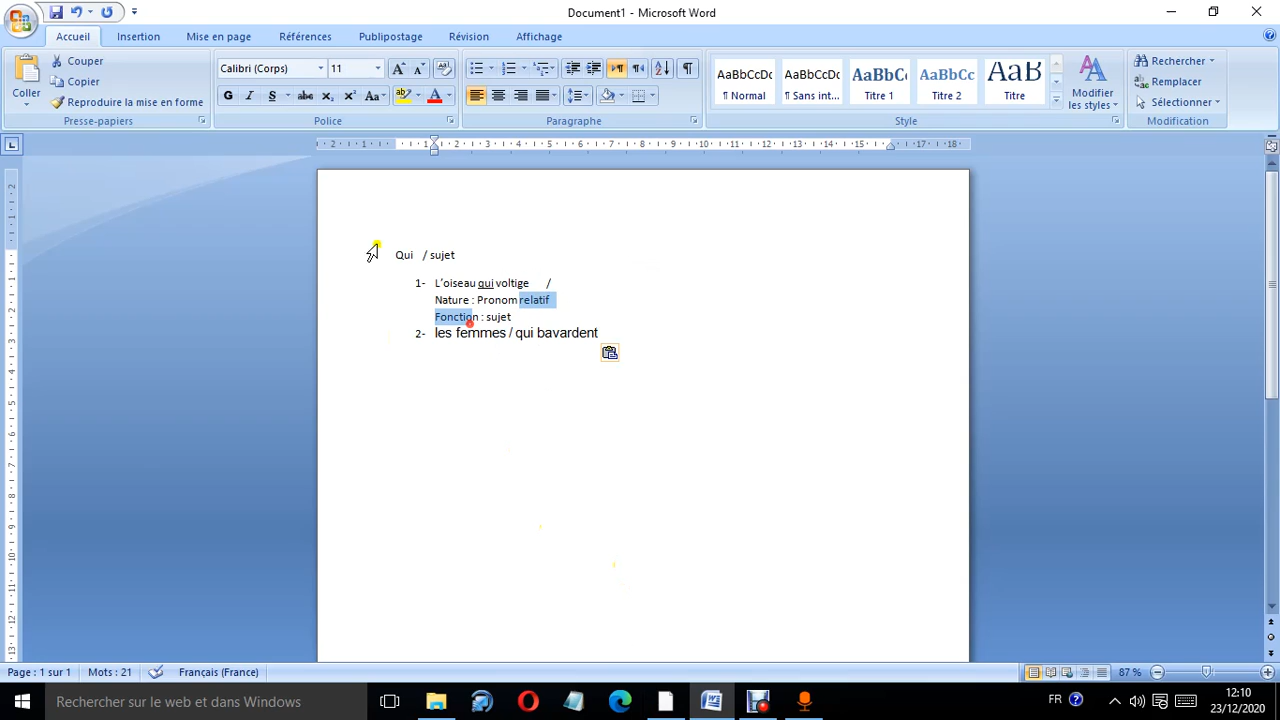 Document1 - Microsoft Word
Accueil Insertion Mise en page Références Publipostage Révision Affichage
Coller
Couper
Copier
Reproduire la mise en forme
Presse-papiers
Calibri (Corps) 11
Police
Paragraphe
AaBbCcDc AaBbCcDc AaBbCc AaBbCc AaB
¶ Normal ¶ Sans int... Titre 1 Titre 2 Titre
Modifier les styles
Style
Rechercher
Remplacer
Sélectionner
Modification
Qui / sujet
1- L'oiseau qui voltige /
Nature : Pronom relatif
Fonction : sujet
2- les femmes / qui bavardent
Page : 1 sur 1 Mots : 21 Français (France) 87 %
Rechercher sur le web et dans Windows
FR
12:10
23/12/2020